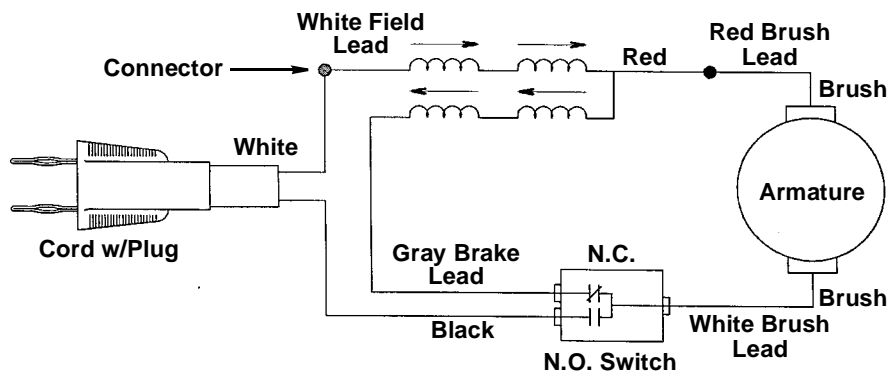 White Field
Lead
Connector
Red
Red Brush
Lead
Brush
White
Armature
Cord w/Plug
Gray Brake
Lead
N.C.
Brush
Black
White Brush
Lead
N.O. Switch